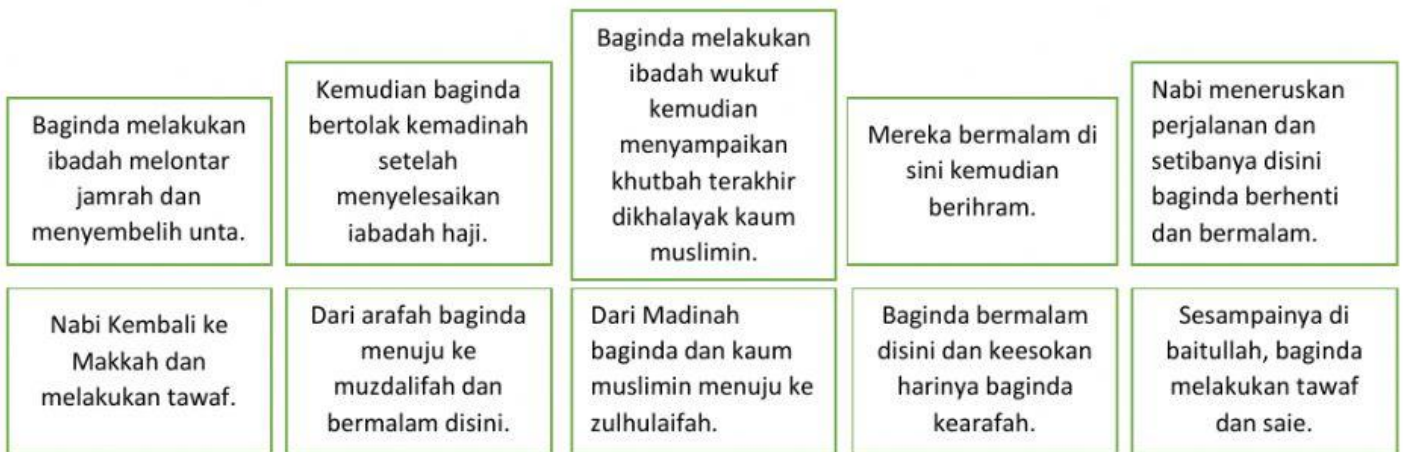 Baginda melakukan
ibadah melontar
jamrah dan
menyembelih unta.
Kemudian baginda
bertolak kemadinah
setelah
menyelesaikan
iabadah haji.
Baginda melakukan
ibadah wukuf
kemudian
menyampaikan
khutbah terakhir
dikhalayak kaum
muslimin.
Mereka bermalam di
sini kemudian
berihram.
Nabi meneruskan
perjalanan dan
setibanya disini
baginda berhenti
dan bermalam.
Nabi Kembali ke
Makkah dan
melakukan tawaf.
Dari arafah baginda
menuju ke
muzdalifah dan
bermalam disini.
Dari Madinah
baginda dan kaum
muslimin menuju ke
zulhulaifah.
Baginda bermalam
disini dan keesokan
harinya baginda
kearafah.
Sesampainya di
baitullah, baginda
melakukan tawaf
dan saie.